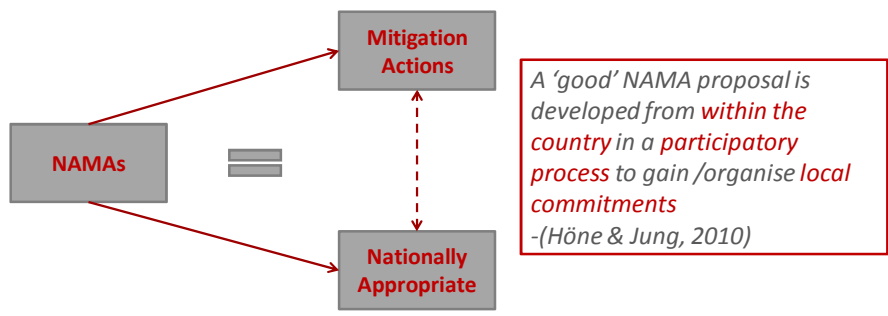 Mitigation
Actions
NAMAs
Nationally
Appropriate
A ‘good’ NAMA proposal is
developed from within the
country in a participatory
process to gain /organise local
commitments
-(Höne & Jung, 2010)